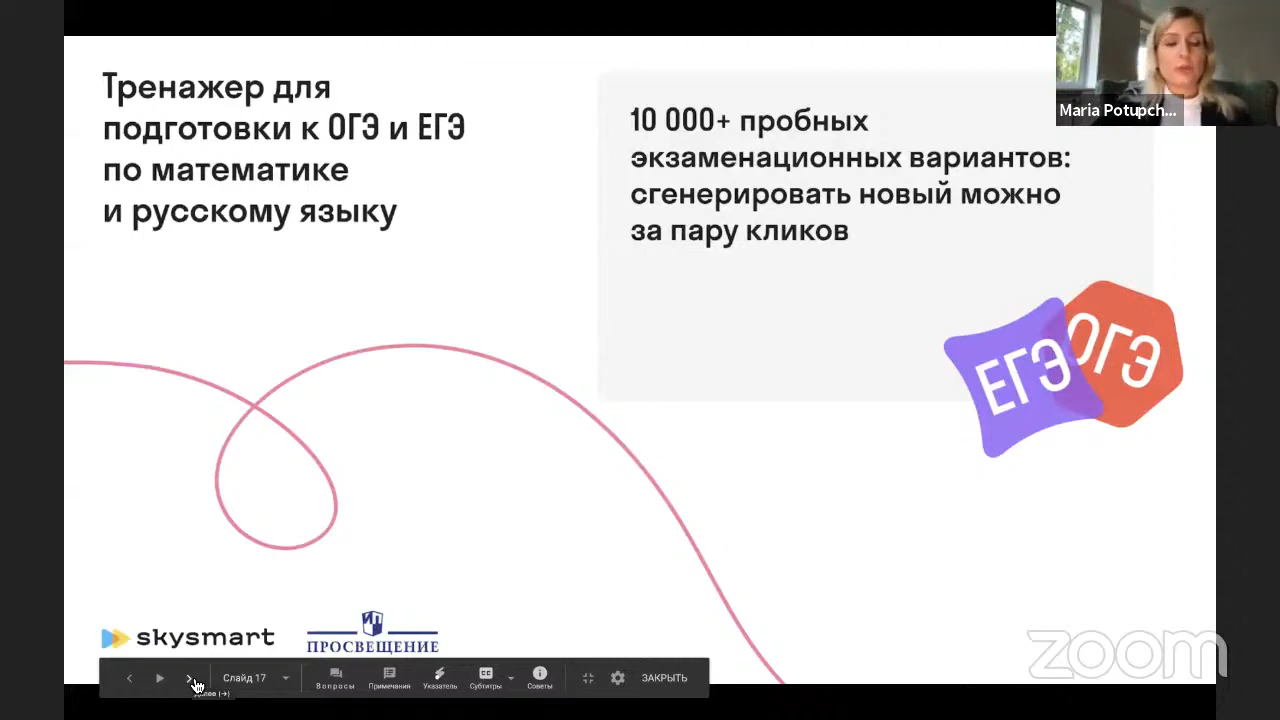 Тренажер для
подготовки к ОГЭ и ЕГЭ
по математике
и русскому языку
10 000+ пробных
экзаменационных вариантов:
сгенерировать новый можно
за пару кликов
Maria Potupch...
ЕГЭ
ОГЭ
skysmart
ПРОСВЕЩЕНИЕ
zoom
Слайд 17
Вопросы
Примечания
Указатель
Субтитры
Советы
ЗАКРЫТЬ